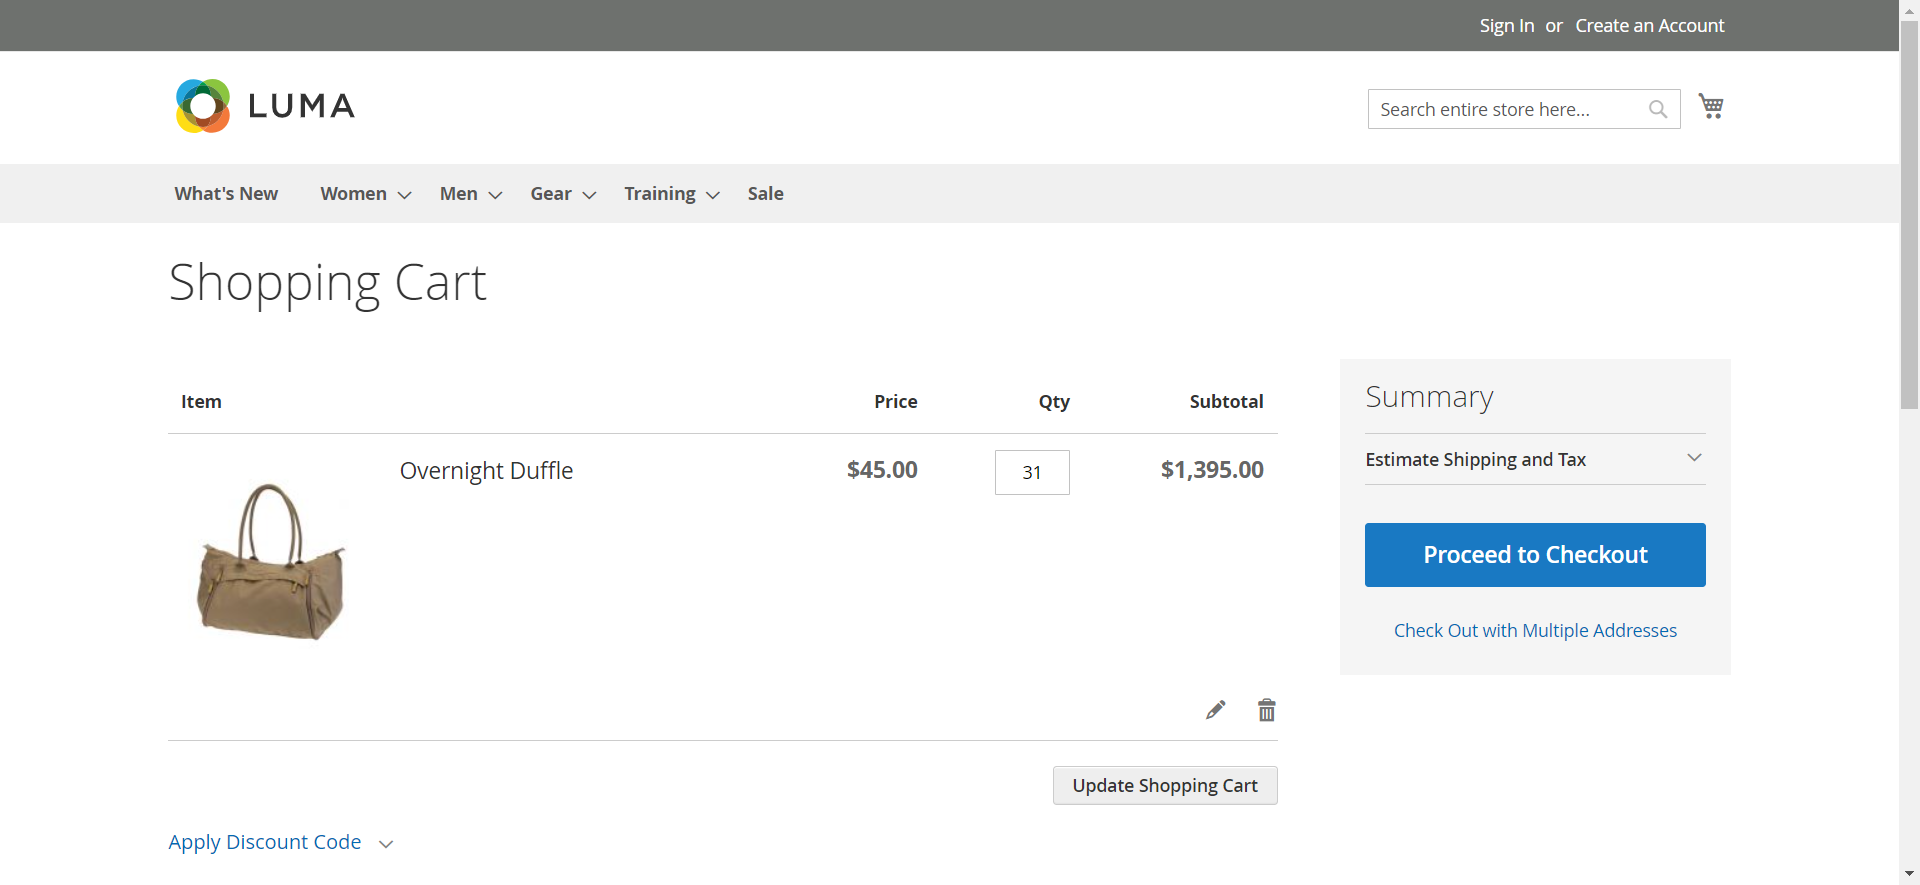 Sign In or Create an Account
LUMA
Search entire store here...
What's New Women Men Gear Training Sale
Shopping Cart
Item Price Qty Subtotal
Overnight Duffle $45.00 31 $1,395.00
Summary
Estimate Shipping and Tax
Proceed to Checkout
Check Out with Multiple Addresses
Update Shopping Cart
Apply Discount Code